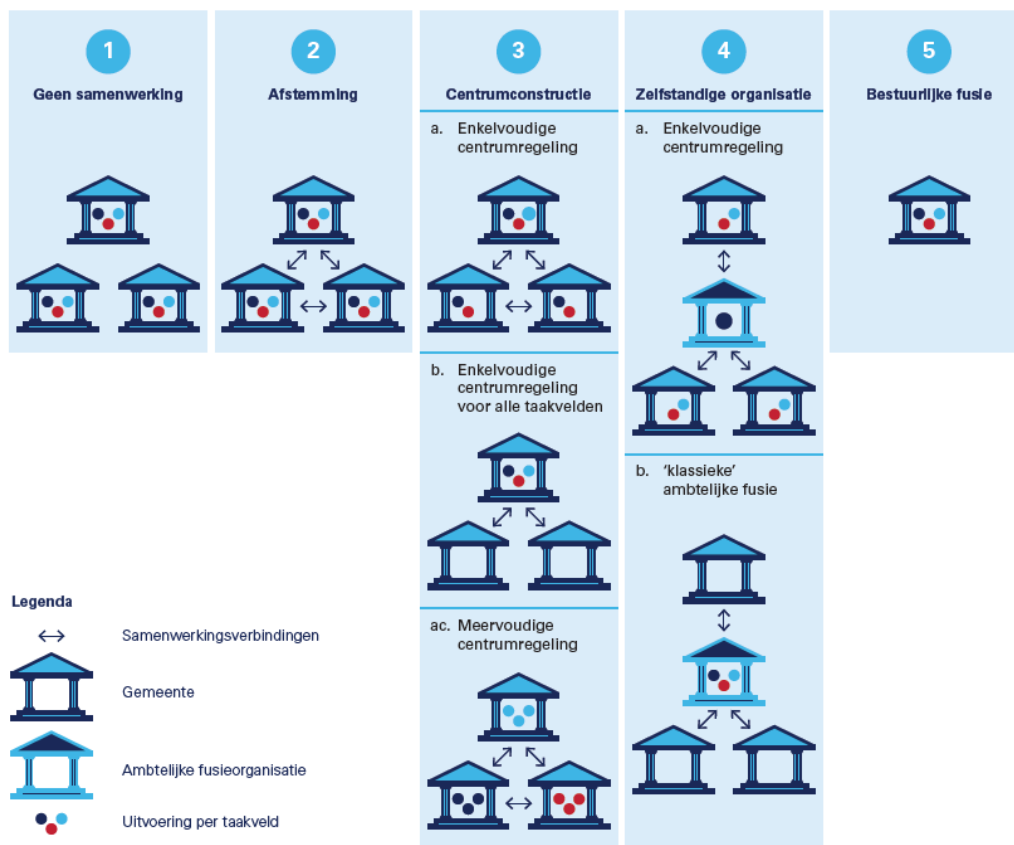 1
Geen samenwerking
2
Afstemming
3
Centrumconstructie
a. Enkelvoudige
centrumregeling
b. Enkelvoudige
centrumregeling
voor alle taakvelden
ac. Meervoudige
centrumregeling
4
Zelfstandige organisatie
a. Enkelvoudige
centrumregeling
b. ‘klassieke’
ambtelijke fusie
5
Bestuurlijke fusie
Legenda
Samenwerkingsverbindingen
Gemeente
Ambtelijke fusieorganisatie
Uitvoering per taakveld